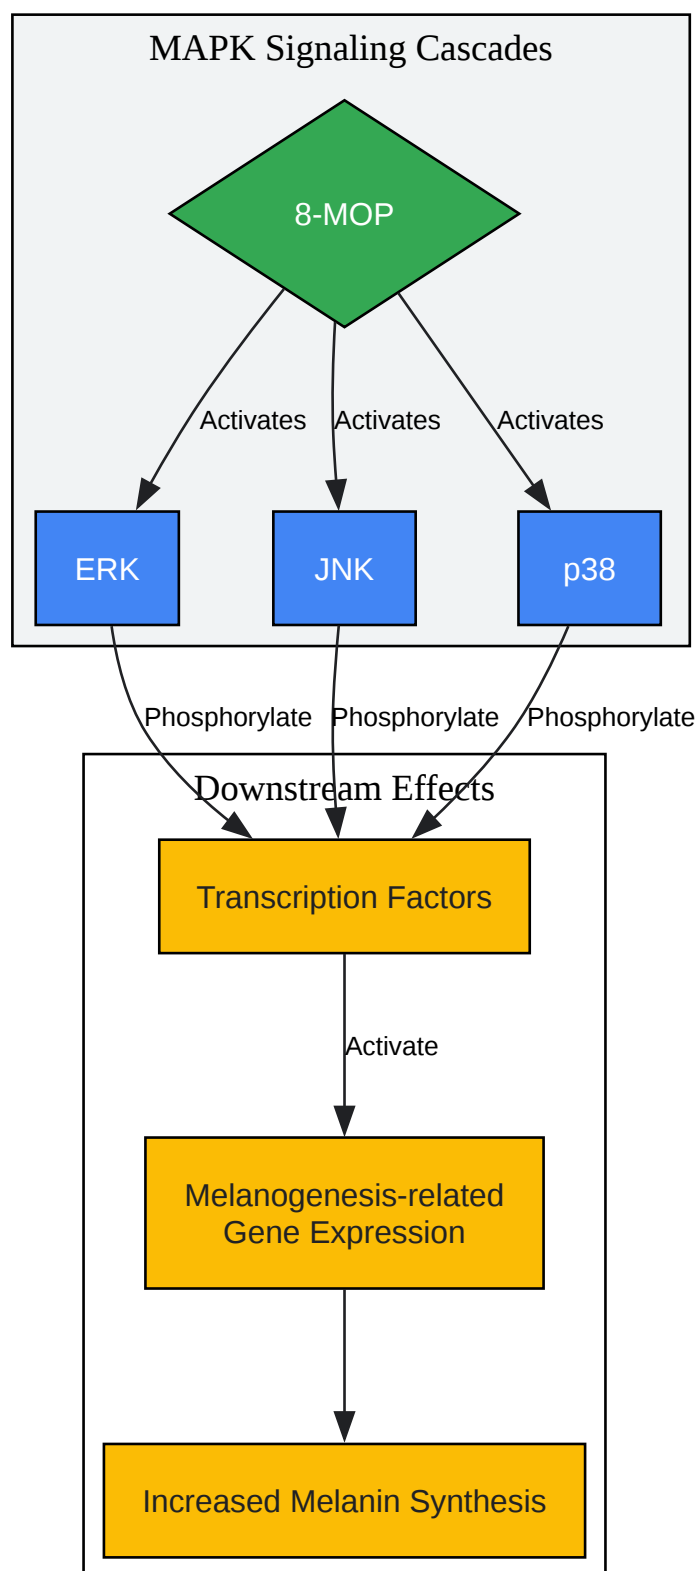 MAPK Signaling Cascades
8-MOP
Activates
Activates
Activates
ERK
JNK
p38
Phosphorylate
Phosphorylate
Phosphorylate
Downstream Effects
Transcription Factors
Activate
Melanogenesis-related
Gene Expression
Increased Melanin Synthesis